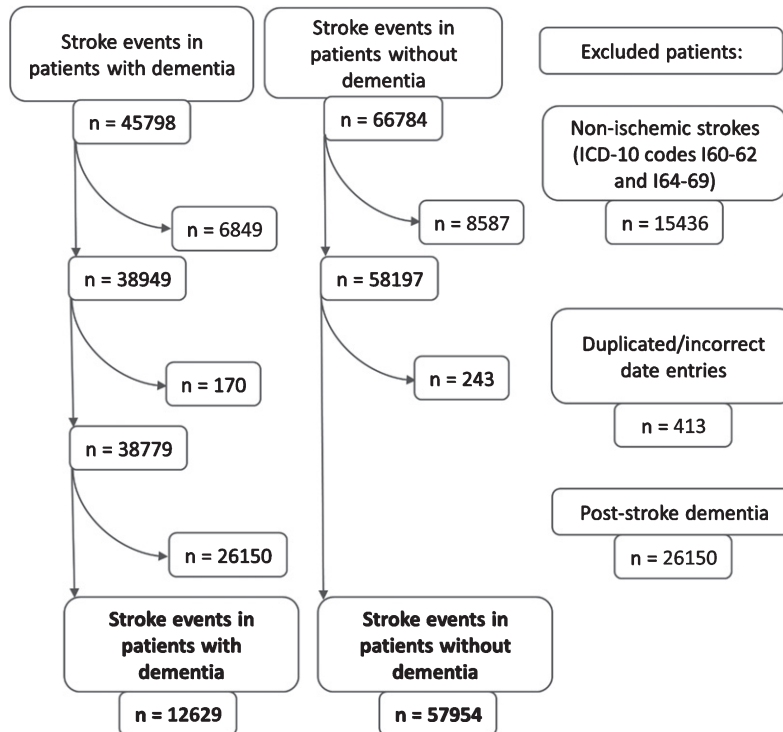 Stroke events in
patients with dementia
n = 45798
n = 6849
n = 38949
n = 170
n = 38779
n = 26150
Stroke events in
patients with
dementia
n = 12629
Stroke events in
patients without
dementia
n = 66784
n = 8587
n = 58197
n = 243
Stroke events in
patients without
dementia
n = 57954
Excluded patients:
Non-ischemic strokes
(ICD-10 codes I60-62
and I64-69)
n = 15436
Duplicated/incorrect
date entries
n = 413
Post-stroke dementia
n = 26150